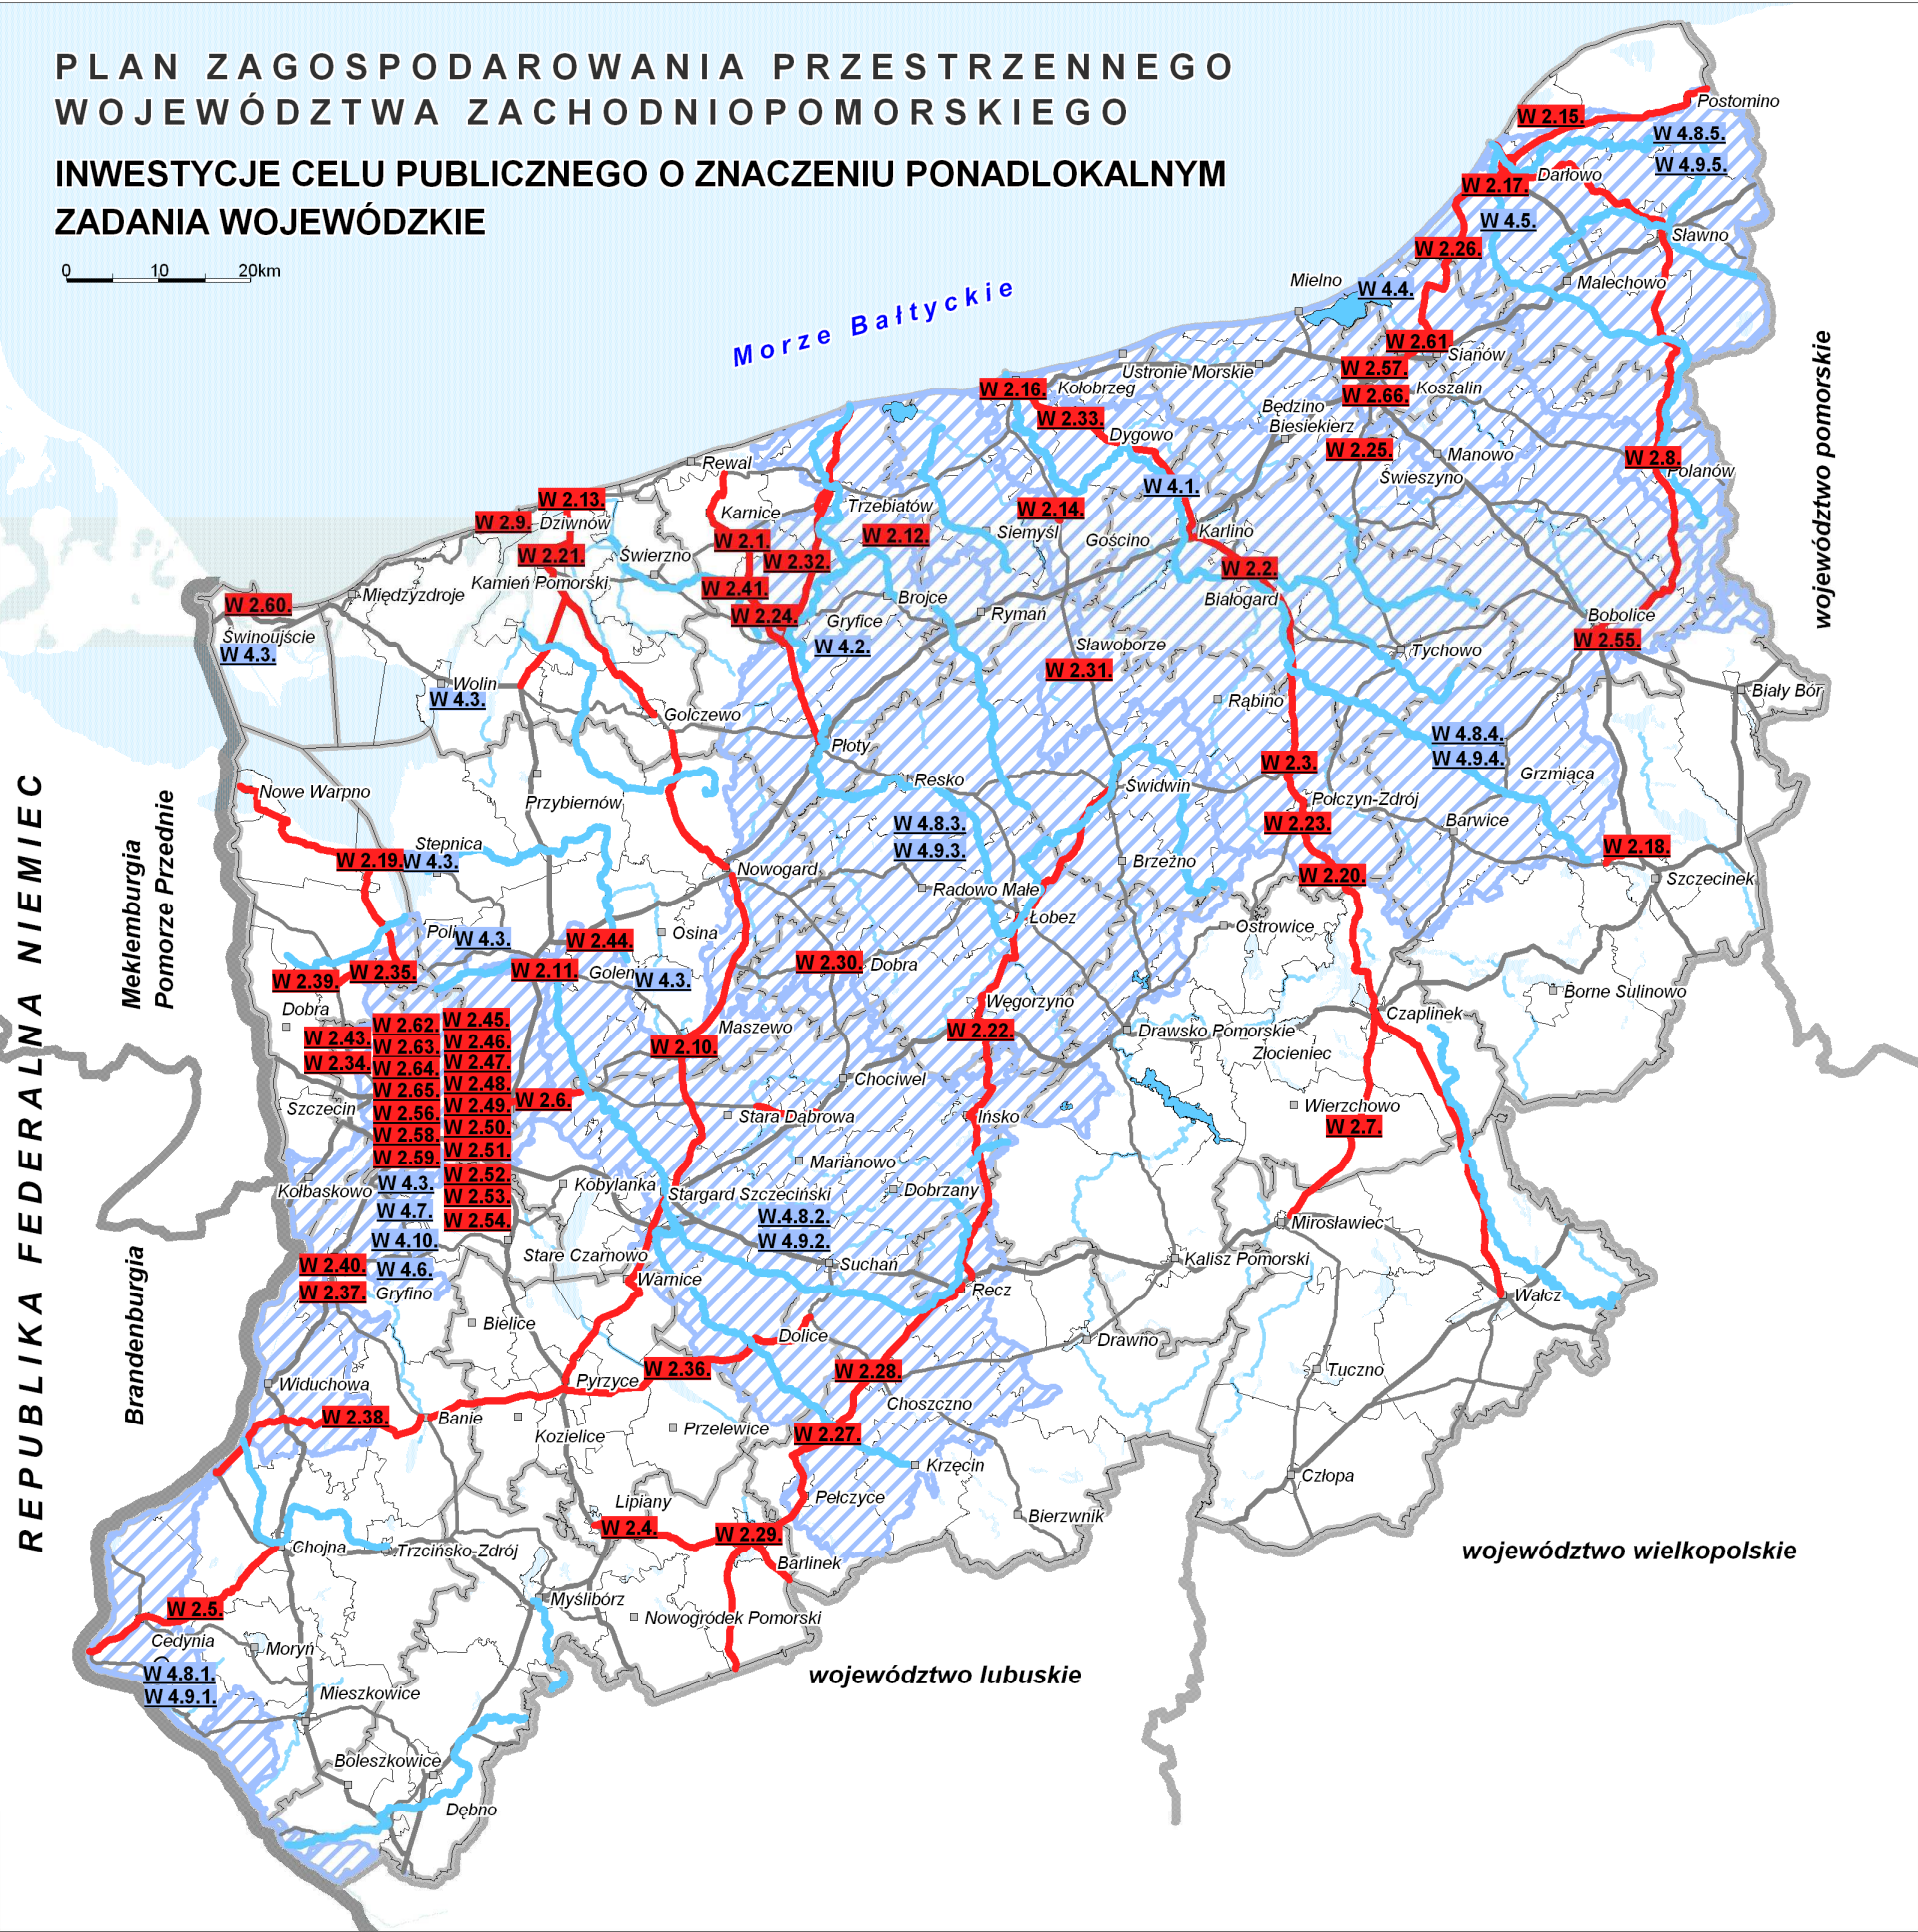 PLAN ZAGOSPODAROWANIA PRZESTRZENNEGO
WOJEWÓDZTWA ZACHODNIOPOMORSKIEGO
INWESTYCJE CELU PUBLICZNEGO O ZNACZENIU PONADLOKALNYM
ZADANIA WOJEWÓDZKIE
0 10 20km
Morze Bałtyckie
Postomino
W 2.15.
W 4.8.5.
W 4.9.5.
Darłowo
W 2.17.
W 4.5.
Sławno
W 2.26.
Mielno
W 4.4.
Malechowo
W 2.61
Sianów
W 2.57.
Ustronie Morskie
W 2.66.
Koszalin
W 2.16.
Kołobrzeg
W 2.33.
Będzino
Biesiekierz
Dygowo
W 2.25.
Manowo
W 2.8.
Polanów
Świeszyno
Rewal
W 4.1.
W 2.13.
Trzebiatów
W 2.14.
Karnice
W 2.9.
Dziwnów
W 2.12.
Siemyśl
Gościno
Karlino
W 2.1.
W 2.21.
Świerzno
W 2.32.
W 2.2.
Kamień Pomorski
W 2.41.
Międzyzdroje
Brojce
Białogard
W 2.60.
W 2.24.
Gryfice
Rymań
Bobolice
Świnoujście
W 4.3.
W 4.2.
Sławoborze
W 2.55.
Tychowo
W 2.31.
Wolin
W 4.3.
Rąbino
Biały Bór
Golczewo
W 4.8.4.
W 4.9.4.
Płoty
W 2.3.
Grzmiąca
Nowe Warpno
Resko
Świdwin
Przybiernów
Połczyn-Zdrój
W 4.8.3.
W 4.9.3.
W 2.23.
Barwice
Stepnica
W 2.19.
W 4.3.
W 2.18.
Nowogard
Brzeźno
W 2.20.
Szczecinek
Radowo Małe
Łobez
Ostrowice
Poli
W 4.3.
W 2.44.
Osina
W 2.39.
W 2.35.
W 2.11.
Golen
W 4.3.
W 2.30.
Dobra
Węgorzyno
Borne Sulinowo
Dobra
Czaplinek
W 2.62.
W 2.45.
Maszewo
W 2.22.
Drawsko Pomorskie
W 2.43.
W 2.63.
W 2.46.
W 2.10.
Złocieniec
W 2.34.
W 2.64.
W 2.47.
W 2.65.
W 2.48.
Chociwel
W 2.6.
Szczecin
W 2.56.
W 2.49.
Stara Dąbrowa
Ińsko
Wierzchowo
W 2.58.
W 2.50.
W 2.7.
W 2.59.
W 2.51.
Marianowo
W 4.3.
W 2.52.
Kołbaskowo
Kobylanka
Stargard Szczeciński
Dobrzany
W 4.7.
W 2.53.
W.4.8.2.
W 4.9.2.
W 2.54.
Mirosławiec
W 4.10.
Stare Czarnowo
Kalisz Pomorski
W 2.40.
W 4.6.
Suchań
W 2.37.
Gryfino
Warnice
Recz
Wałcz
Bielice
Dolice
Drawno
W 2.36.
W 2.28.
Tuczno
Widuchowa
Pyrzyce
Choszczno
W 2.38.
Banie
Przelewice
W 2.27.
Kozielice
Krzęcin
Człopa
Lipiany
Pełczyce
Bierzwnik
W 2.4.
W 2.29.
Chojna
Trzcińsko-Zdrój
Barlinek
Myślibórz
W 2.5.
Nowogródek Pomorski
Cedynia
Moryń
W 4.8.1.
W 4.9.1.
Mieszkowice
Boleszkowice
Dębno
REPUBLIKA FEDERALNA NIEMIEC
Meklemburgia
Pomorze Przednie
Brandenburgia
województwo pomorskie
województwo wielkopolskie
województwo lubuskie